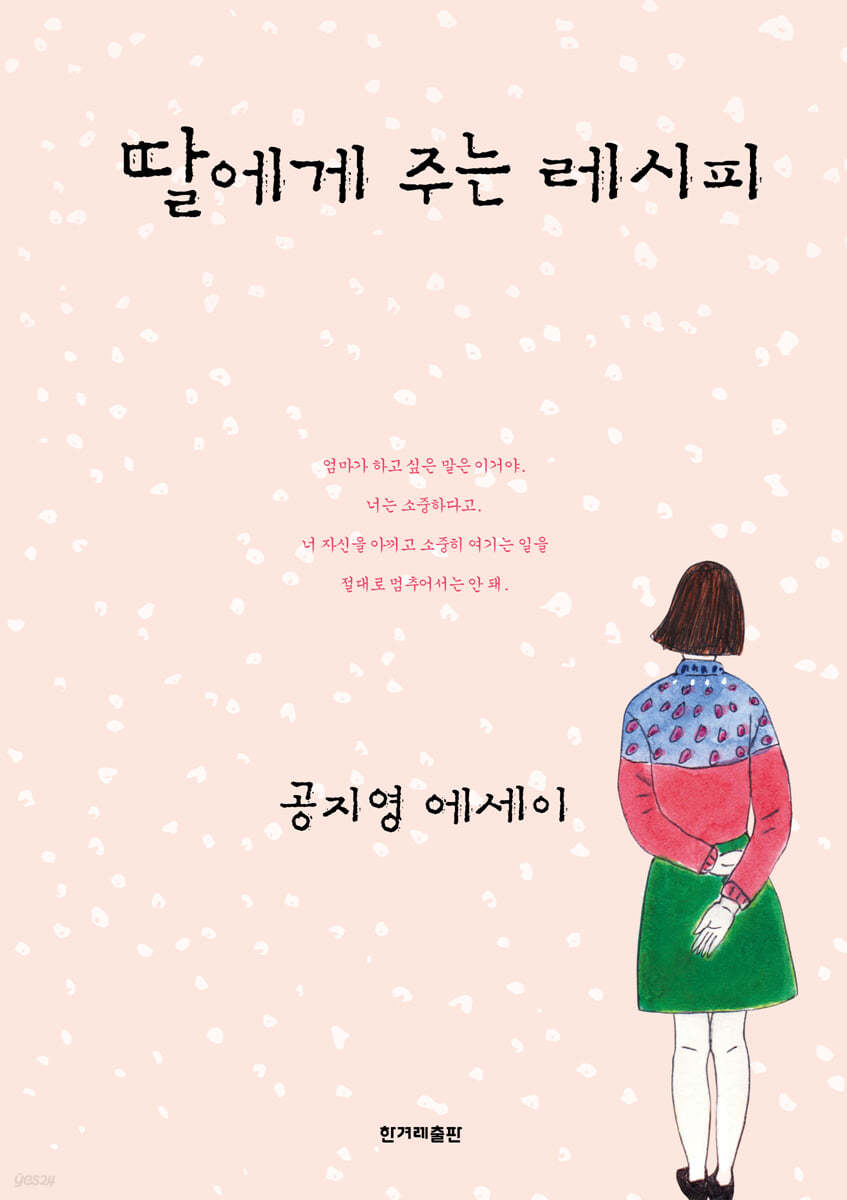 딸에게 주는 레시피
엄마가 하고 싶은 말은 이거야.
너는 소중하다고.
너 자신을 아끼고 소중히 여기는 일을
절대로 멈추어서는 안 돼.
공지영 에세이
한겨레출판
yes24